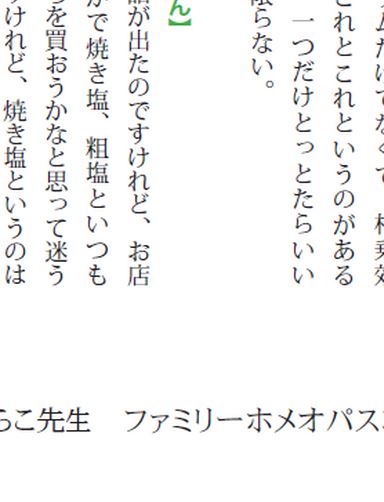 ムだけでなくて、相乗効
これとこれというのがある
一つだけとっとたらいい
限らない。
ん】
話が出たのですけれど、お店
かで焼き塩、粗塩といつも
らを買おうかなと思って迷う
すけれど、焼き塩というのは
らこ先生　ファミリーホメオパス